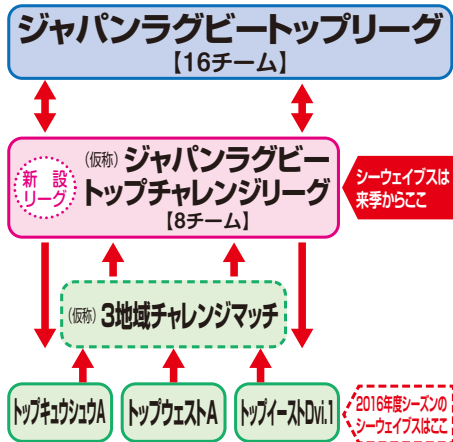 ジャパンラグビートップリーグ
【16チーム】
新設
リーグ
(仮称) ジャパンラグビー
トップチャレンジリーグ
【8チーム】
シーウェイブスは
来季からここ
(仮称) 3地域チャレンジマッチ
トップキュウシュウA
トップウェストA
トップイーストDvi.1
2016年度シーズンの
シーウェイブスはここ